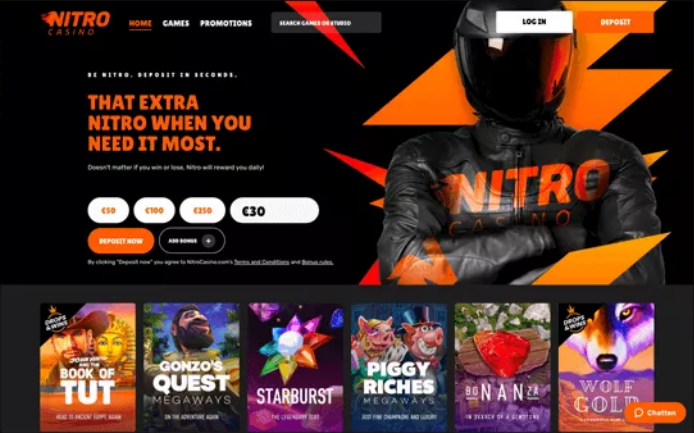 NITRO
CASINO
HOME GAMES PROMOTIONS
SEARCH GAMES OR STUDIO
LOG IN
DEPOSIT
BE NITRO. DEPOSIT IN SECONDS.
THAT EXTRA
NITRO WHEN YOU
NEED IT MOST.
Doesn't matter if you win or lose, Nitro will reward you daily!
€50 €100 €250 €30
DEPOSIT NOW ADD BONUS +
By clicking "Deposit now" you agree to NitroCasino.com's Terms and Conditions and Bonus rules.
NITRO
CASINO
DROPS
& WINS
JOHN HUNTER
AND THE
BOOK OF
TUT
HEAD TO ANCIENT EGYPT AGAIN
GONZO'S
QUEST
MEGAWAYS
ON THE ADVENTURE AGAIN
STARBURST
THE LEGENDARY SLOT
PIGGY
RICHES
MEGAWAYS
JUST FINE CHAMPAGNE AND LUXURY
BONANZA
IN SEARCH OF A GEMSTONE
DROPS
& WINS
WOLF
GOLD
Chatten